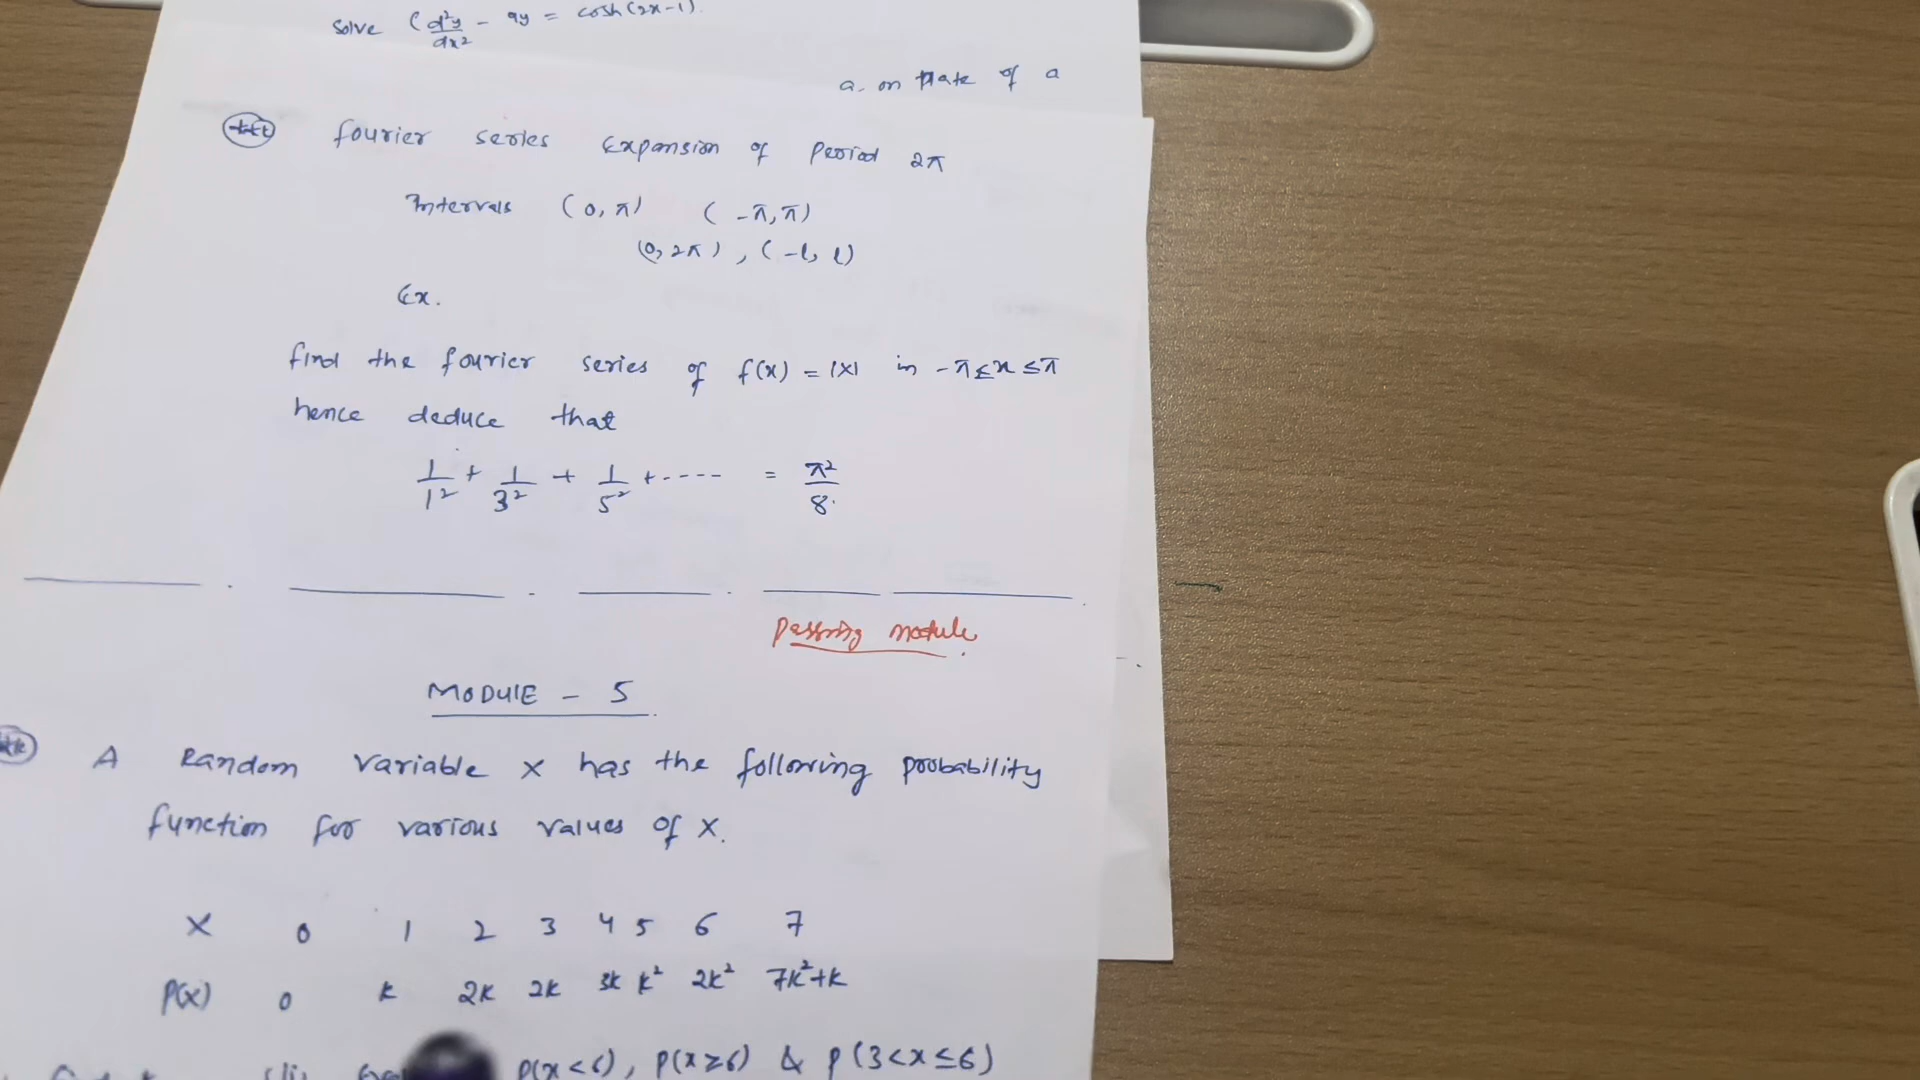 Solve (d²y/dx² - 9y = cosh(2x-1).
a. on Plate of a
Fourier series Expansion of Period 2π
Intervals (0, π) (-π, π)
(0, 2π), (-l, l)
Ex.
find the fourier series of f(x) = |x| in -π ≤ x ≤ π
hence deduce that
1/1² + 1/3² + 1/5² + ---- = π²/8.
Passing module
MODULE - 5
A Random variable x has the following probability
function for various values of x.
X 0 1 2 3 4 5 6 7
P(X) 0 k 2k 2k 3k k² 2k² 7k²+k
(ii) P(x<6), P(x≥6) & P(3<x≤6)